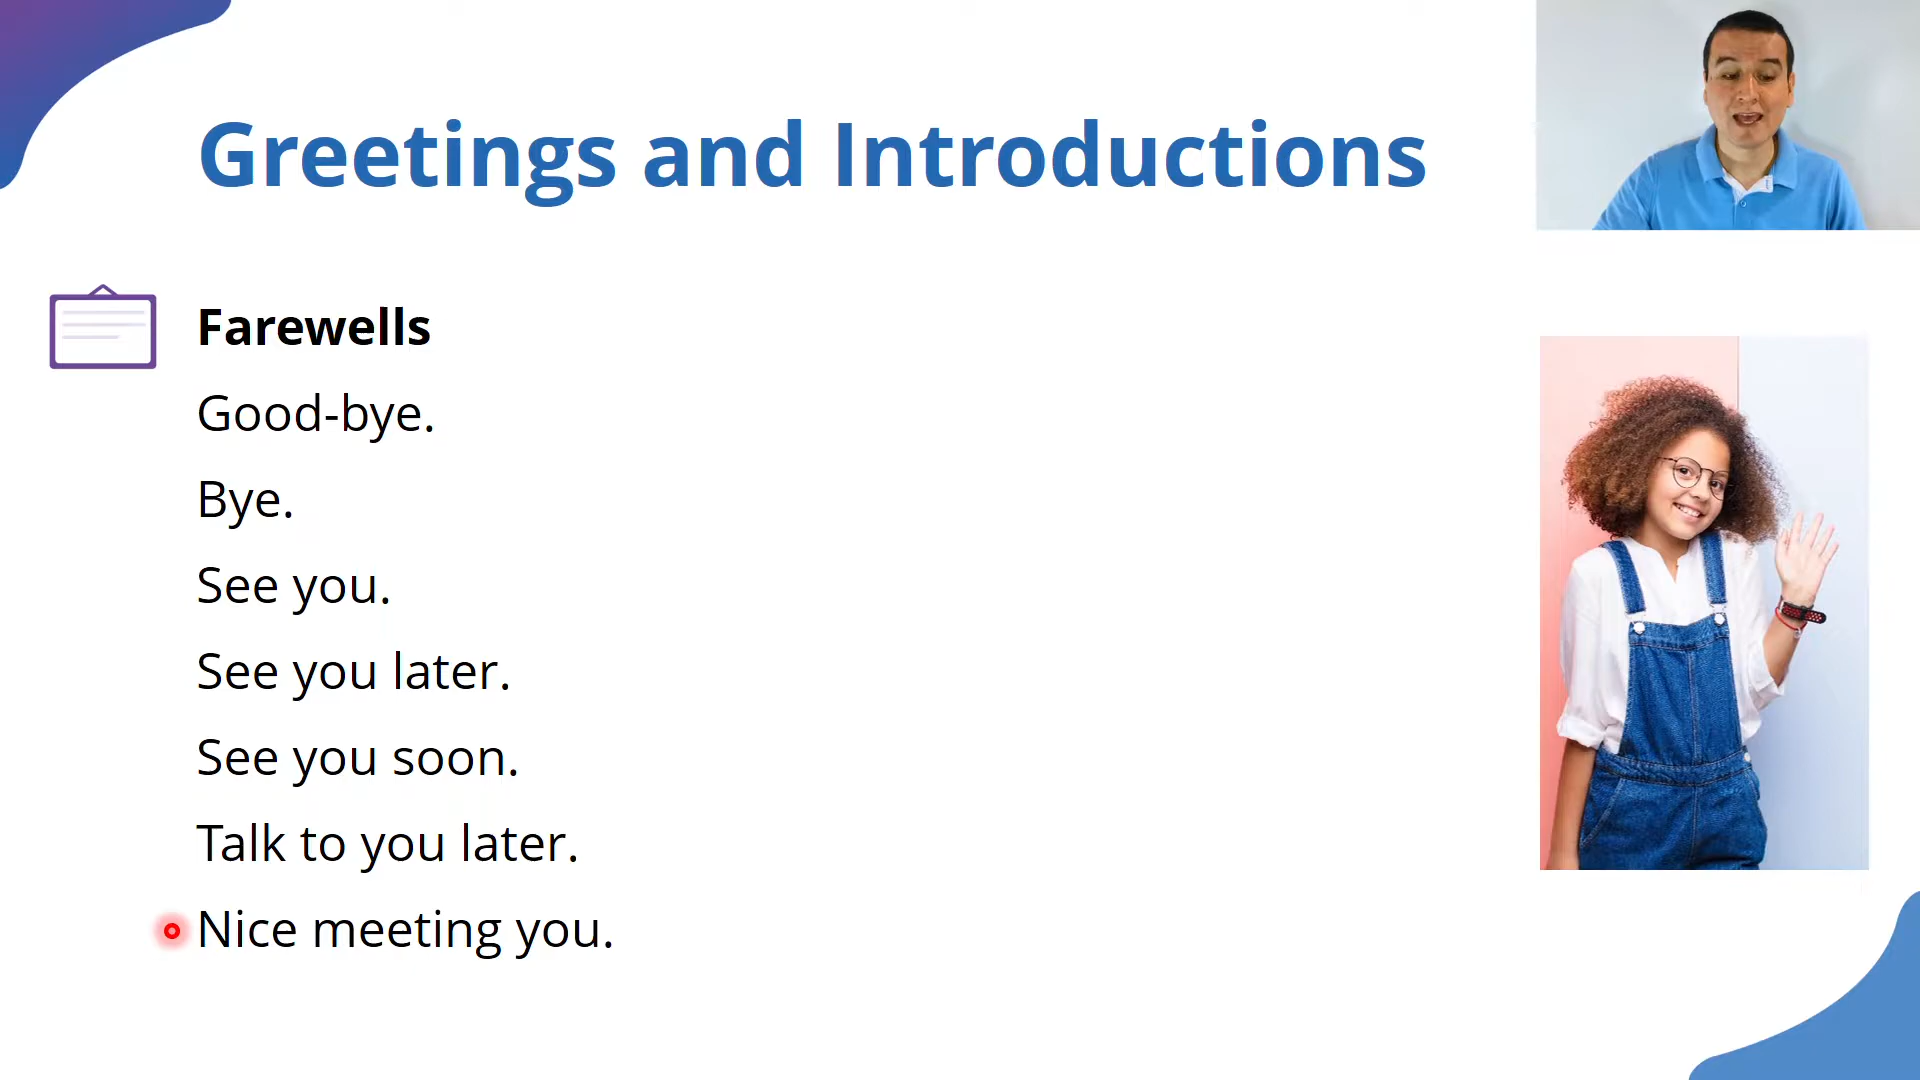 Greetings and Introductions
Farewells
Good-bye.
Bye.
See you.
See you later.
See you soon.
Talk to you later.
Nice meeting you.